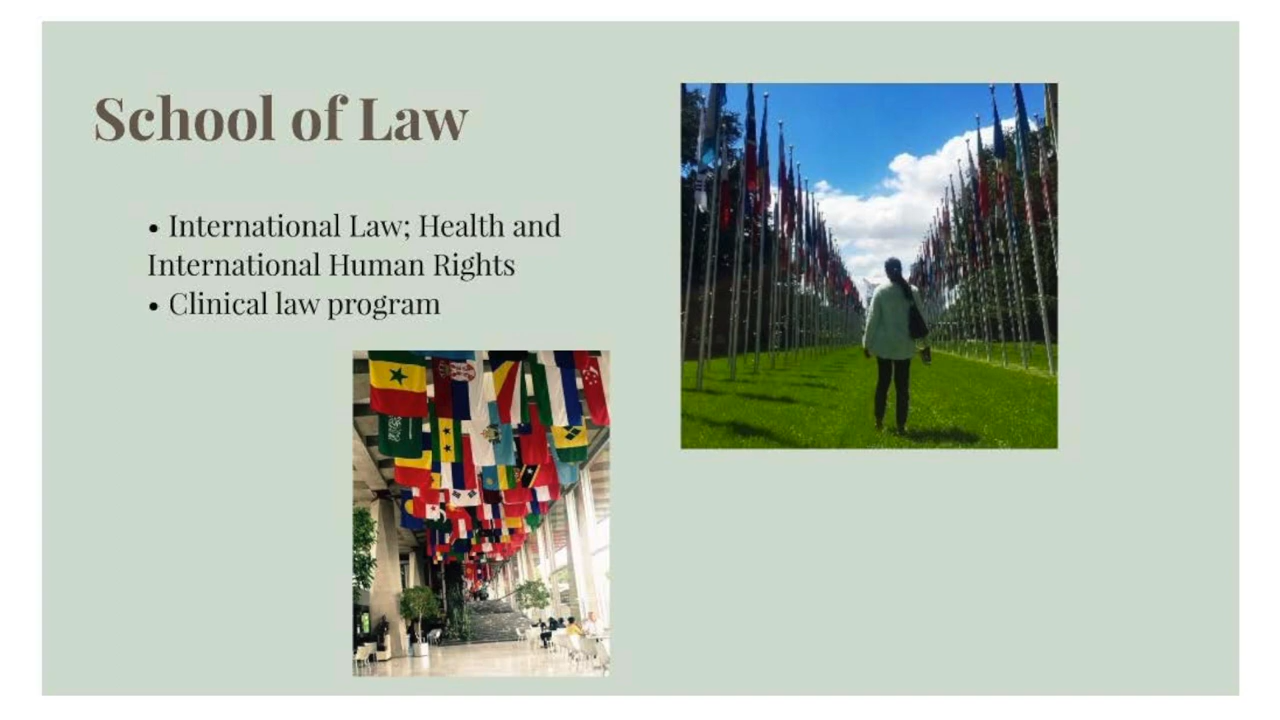 School of Law
• International Law; Health and
International Human Rights
• Clinical law program